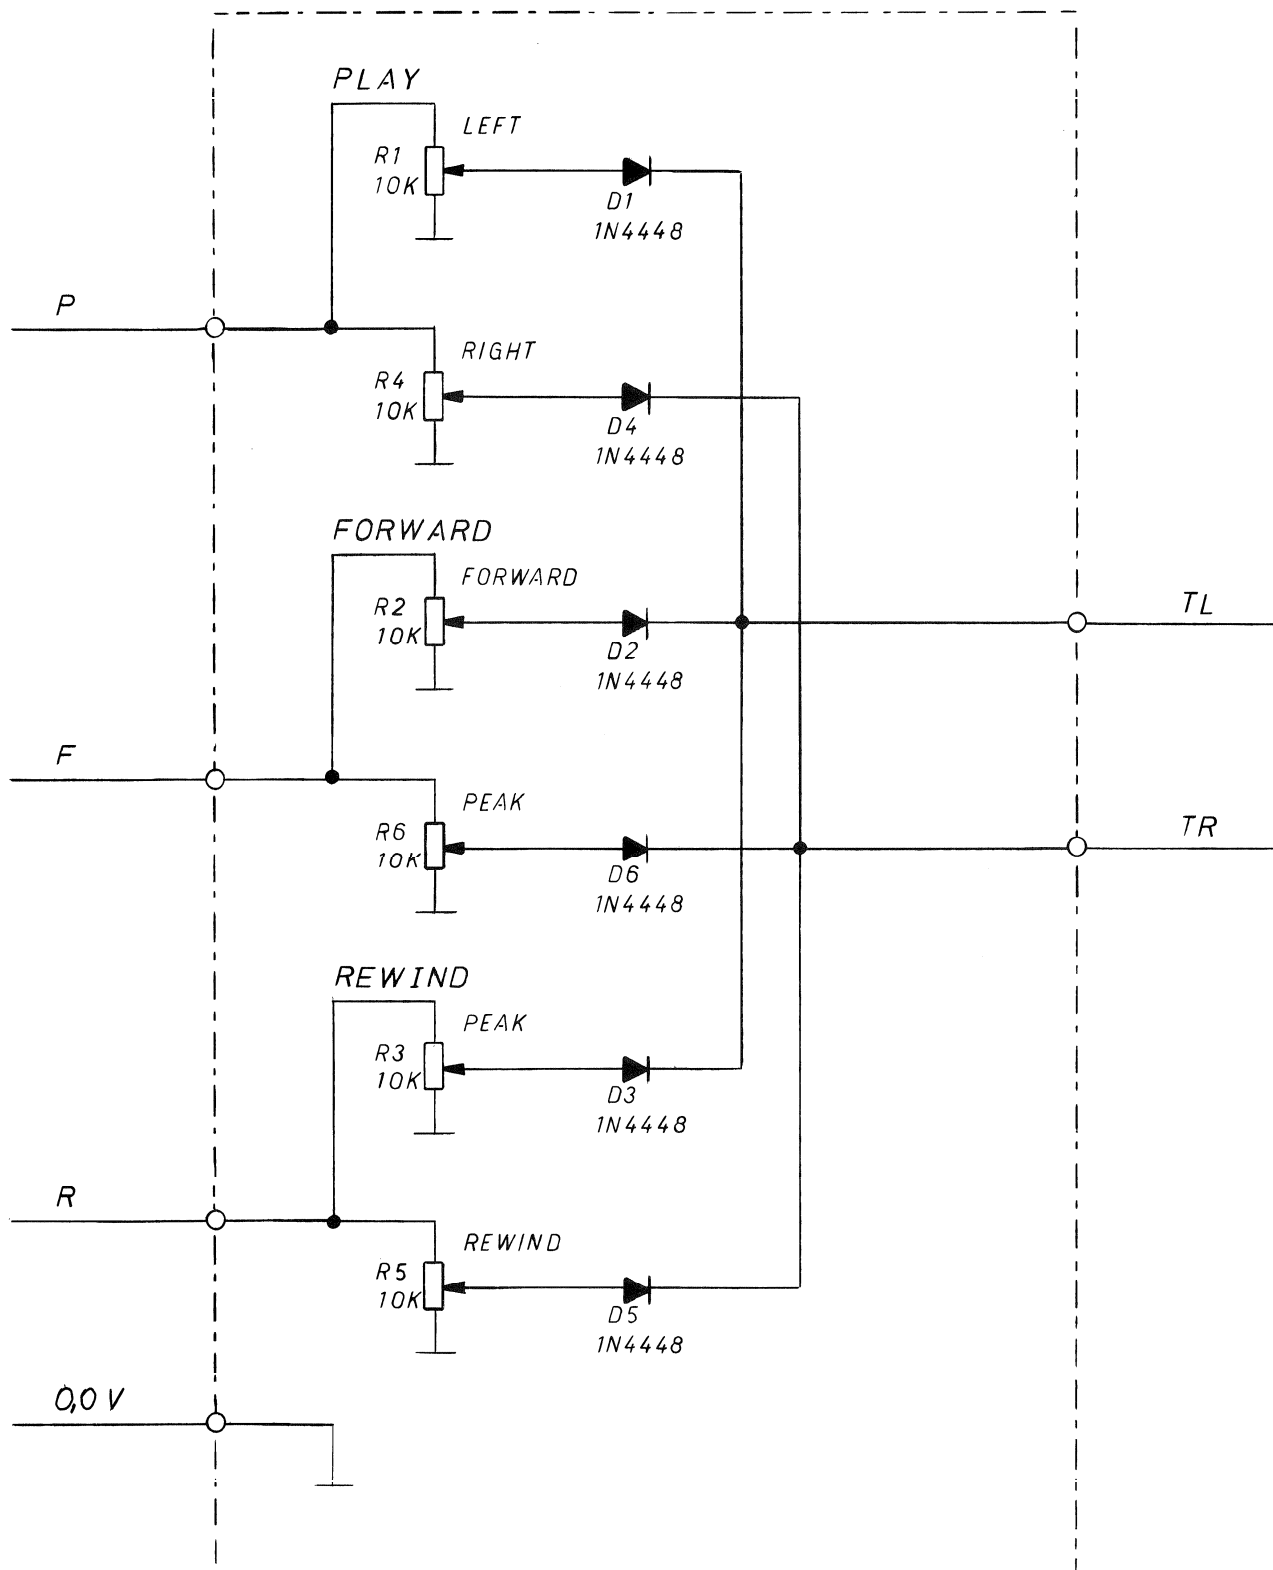 PLAY
LEFT
R1
10K
D1
1N4448
P
RIGHT
R4
10K
D4
1N4448
FORWARD
FORWARD
R2
10K
D2
1N4448
TL
F
PEAK
R6
10K
D6
1N4448
TR
REWIND
PEAK
R3
10K
D3
1N4448
R
REWIND
R5
10K
D5
1N4448
0,0 V